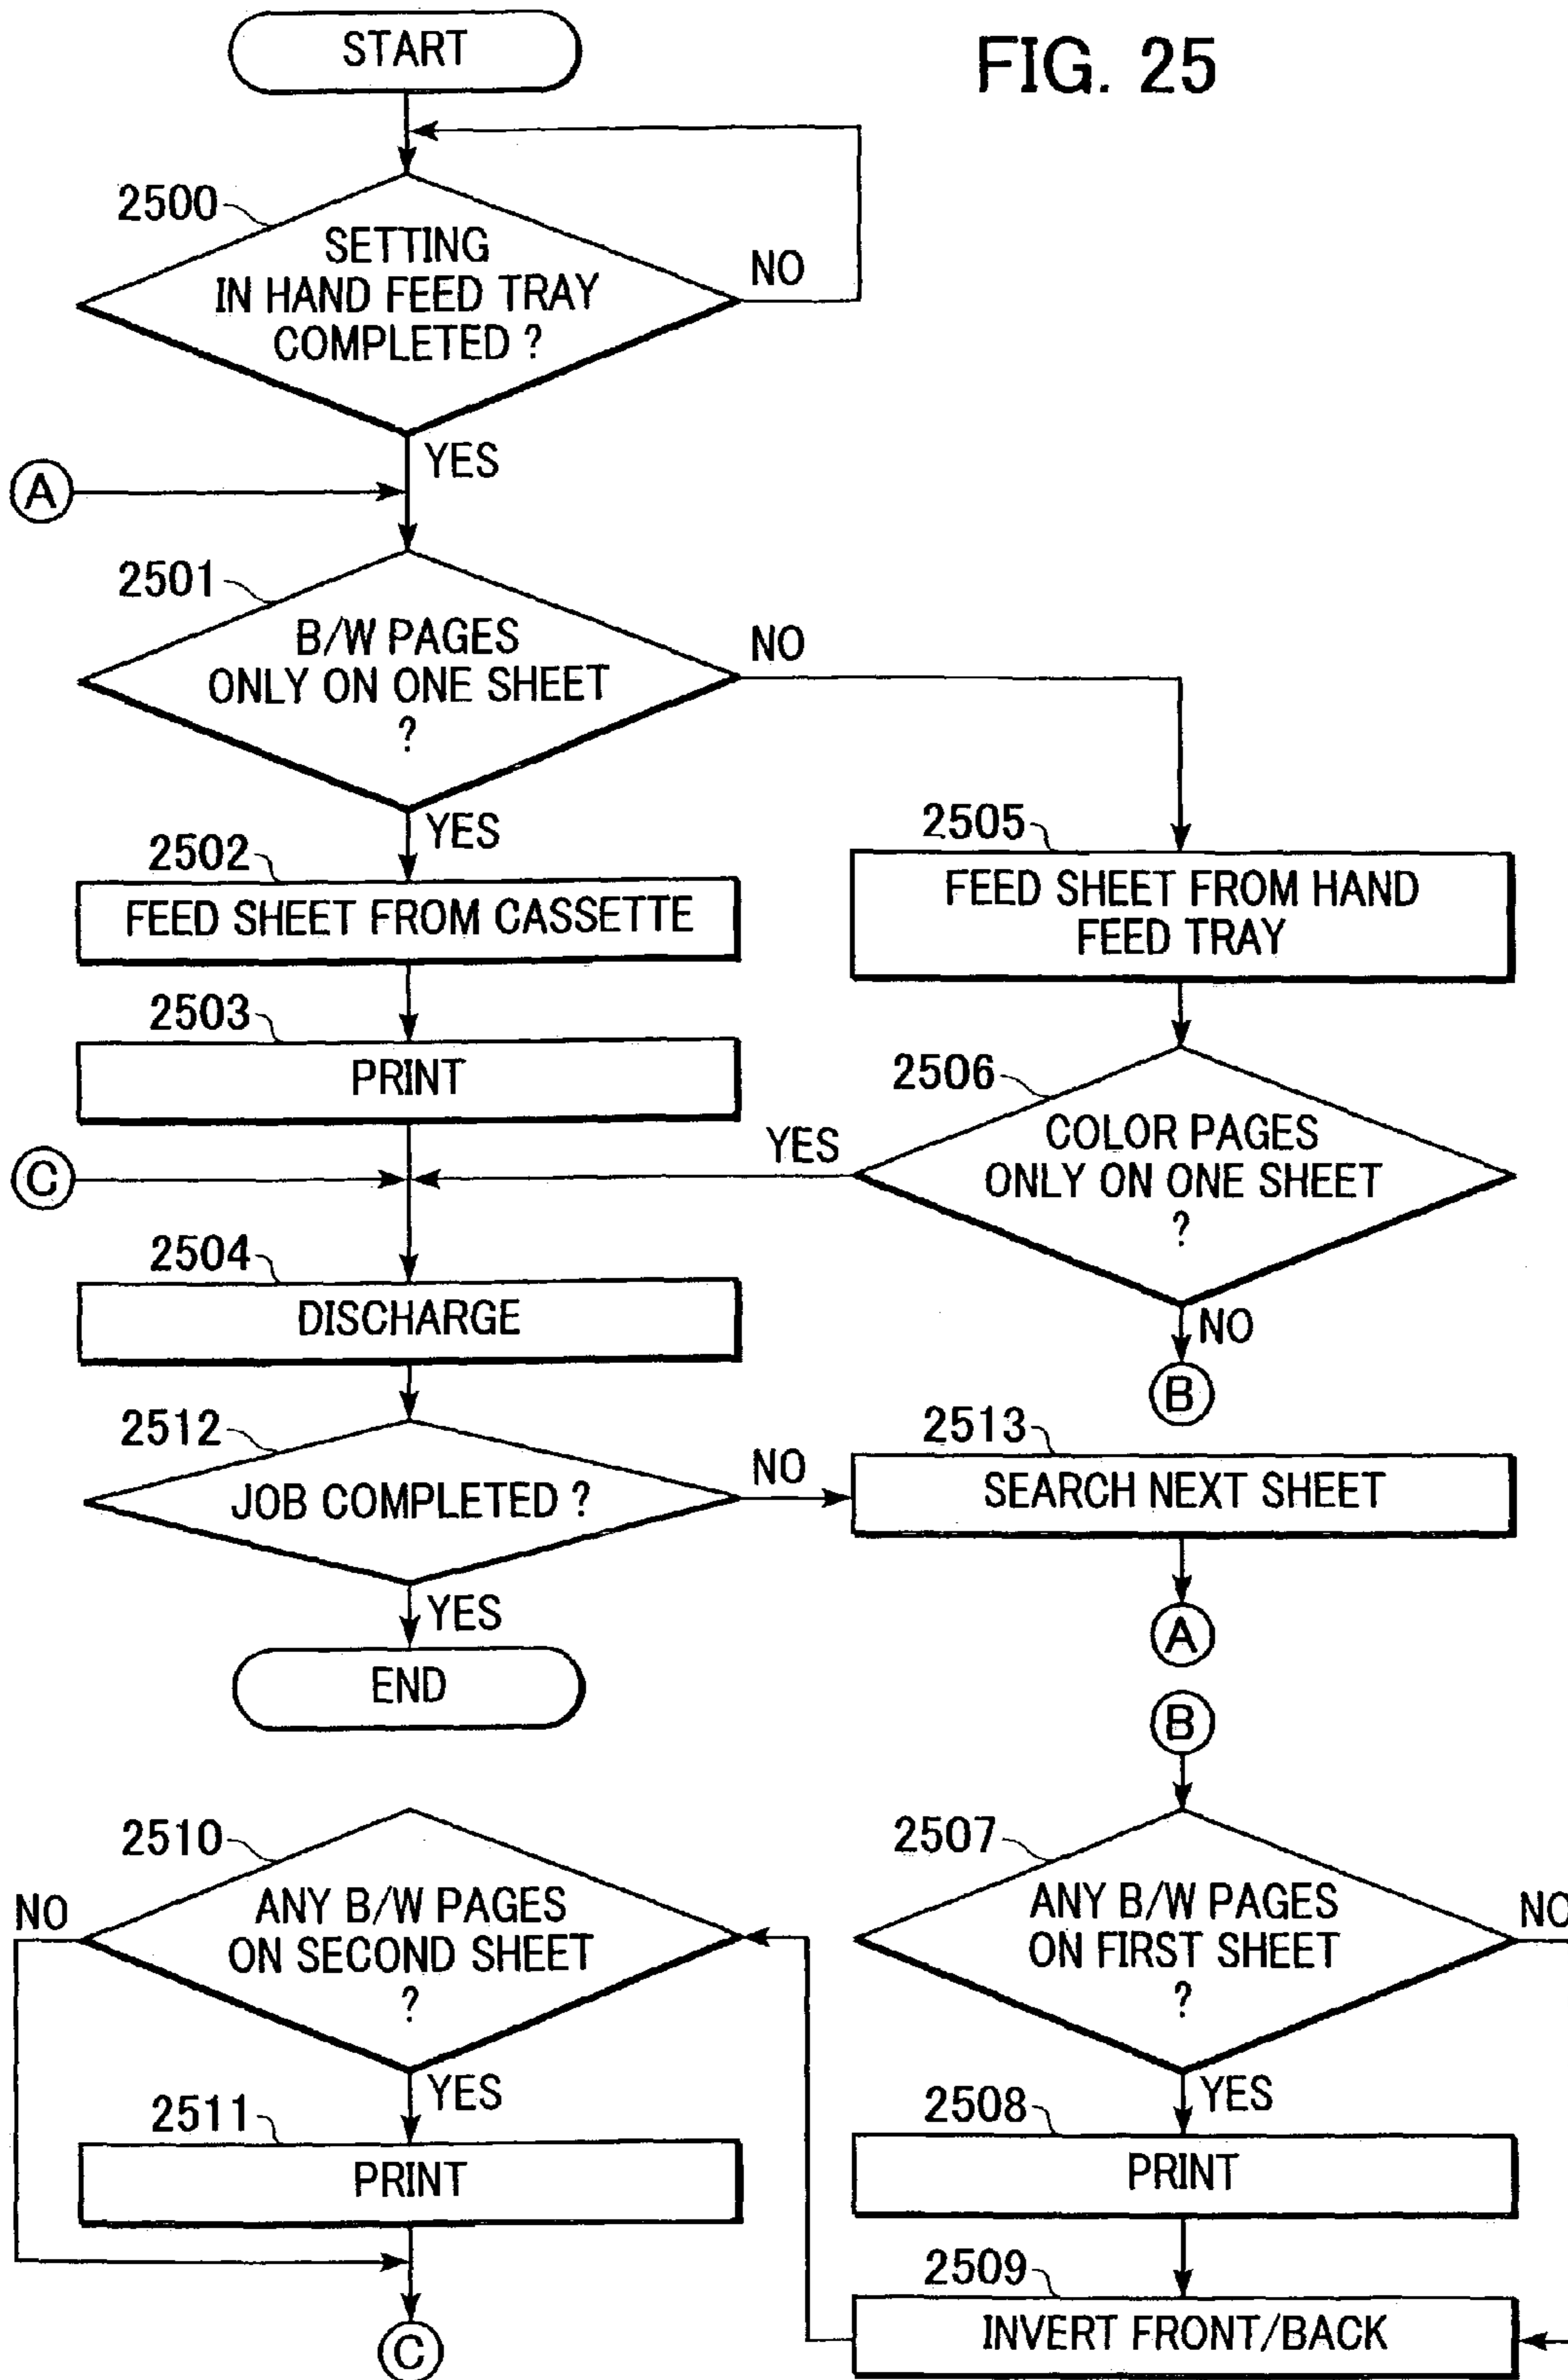 FIG. 25
START
2500
SETTING
IN HAND FEED TRAY
COMPLETED ?
NO
YES
A
2501
B/W PAGES
ONLY ON ONE SHEET
?
NO
YES
2502
FEED SHEET FROM CASSETTE
2503
PRINT
2505
FEED SHEET FROM HAND
FEED TRAY
2506
COLOR PAGES
ONLY ON ONE SHEET
?
YES
NO
B
C
2504
DISCHARGE
2512
JOB COMPLETED ?
NO
YES
END
2513
SEARCH NEXT SHEET
A
B
2507
ANY B/W PAGES
ON FIRST SHEET
?
NO
YES
2508
PRINT
2509
INVERT FRONT/BACK
2510
ANY B/W PAGES
ON SECOND SHEET
?
NO
YES
2511
PRINT
C